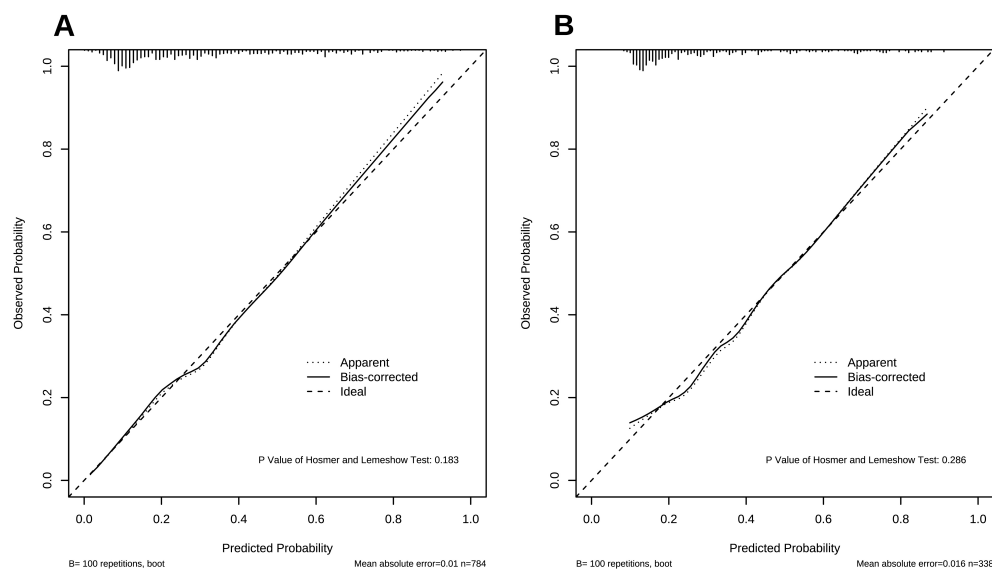 A
Observed Probability
1.0
0.8
0.6
0.4
0.2
0.0
Apparent
Bias-corrected
Ideal
P Value of Hosmer and Lemeshow Test: 0.183
0.0 0.2 0.4 0.6 0.8 1.0
Predicted Probability
B= 100 repetitions, boot
Mean absolute error=0.01 n=784
B
Observed Probability
1.0
0.8
0.6
0.4
0.2
0.0
Apparent
Bias-corrected
Ideal
P Value of Hosmer and Lemeshow Test: 0.286
0.0 0.2 0.4 0.6 0.8 1.0
Predicted Probability
B= 100 repetitions, boot
Mean absolute error=0.016 n=338